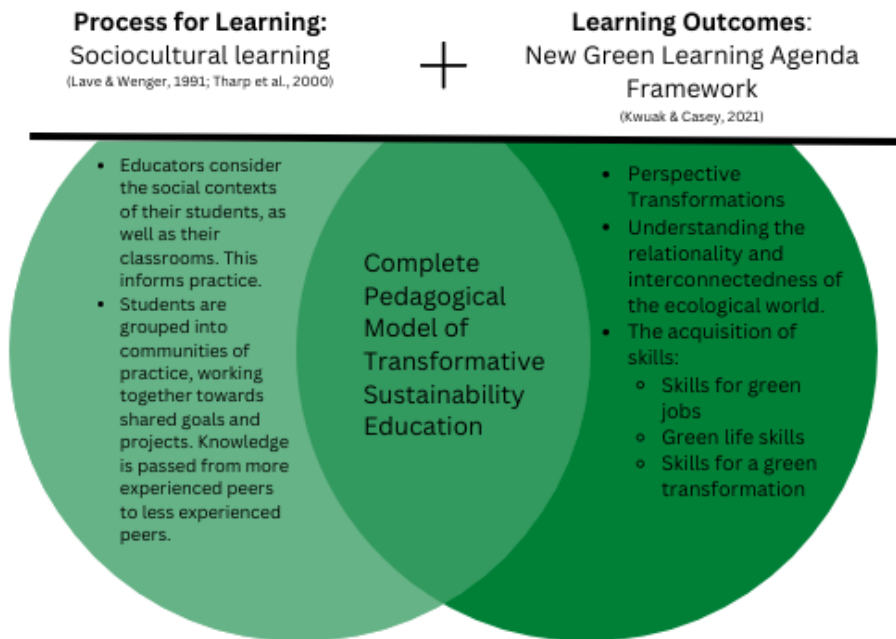 Process for Learning:
Sociocultural learning
(Lave & Wenger, 1991; Tharp et al., 2000)
+
Learning Outcomes:
New Green Learning Agenda
Framework
(Kwuak & Casey, 2021)
• Educators consider
the social contexts
of their students, as
well as their
classrooms. This
informs practice.
• Students are
grouped into
communities of
practice, working
together towards
shared goals and
projects. Knowledge
is passed from more
experienced peers
to less experienced
peers.
Complete
Pedagogical
Model of
Transformative
Sustainability
Education
• Perspective
Transformations
• Understanding the
relationality and
interconnectedness of
the ecological world.
• The acquisition of
skills:
◦ Skills for green
jobs
◦ Green life skills
◦ Skills for a green
transformation